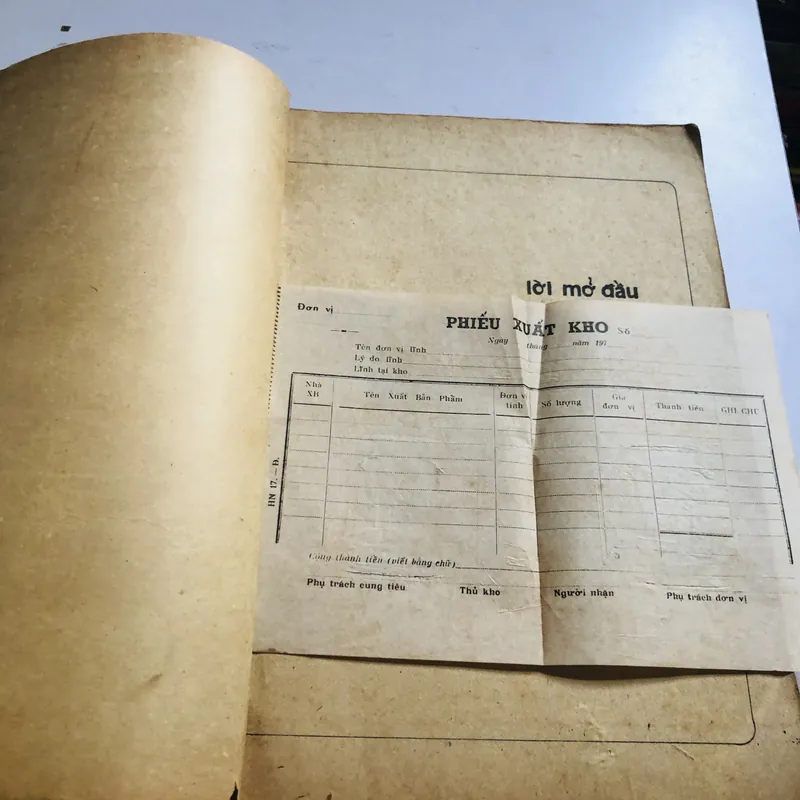 lời mở đầu
Đơn vị
PHIẾU XUẤT KHO Số
Ngày tháng năm 197
Tên đơn vị lĩnh
Lý do lĩnh
Lĩnh tại kho
Nhà XB Tên Xuất Bản Phẩm Đơn vị tính Số lượng Giá đơn vị Thành tiền GHI CHÚ
HN 17. — Đ.
Cộng thành tiền (viết bằng chữ)
Phụ trách cung tiêu Thủ kho Người nhận Phụ trách đơn vị